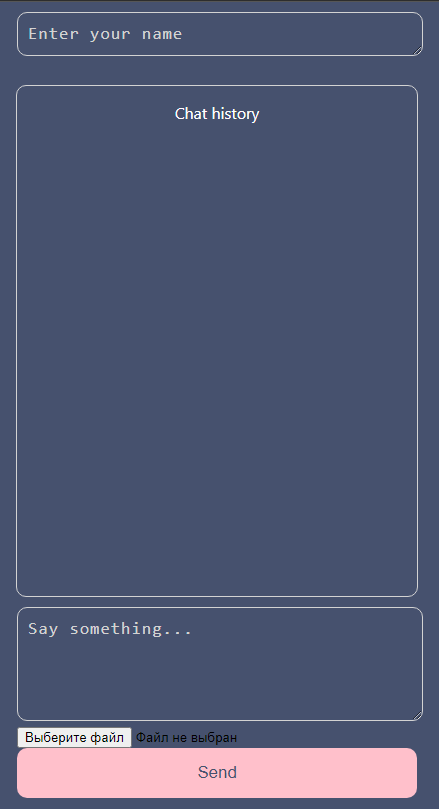 Enter your name
Chat history
Say something...
Выберите файл Файл не выбран
Send